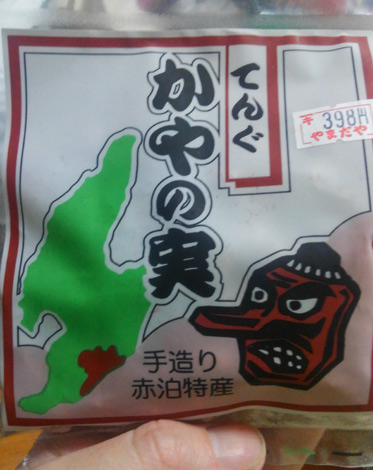 てんぐ
かやの実
¥398円
やまだや
手造り
赤泊特産